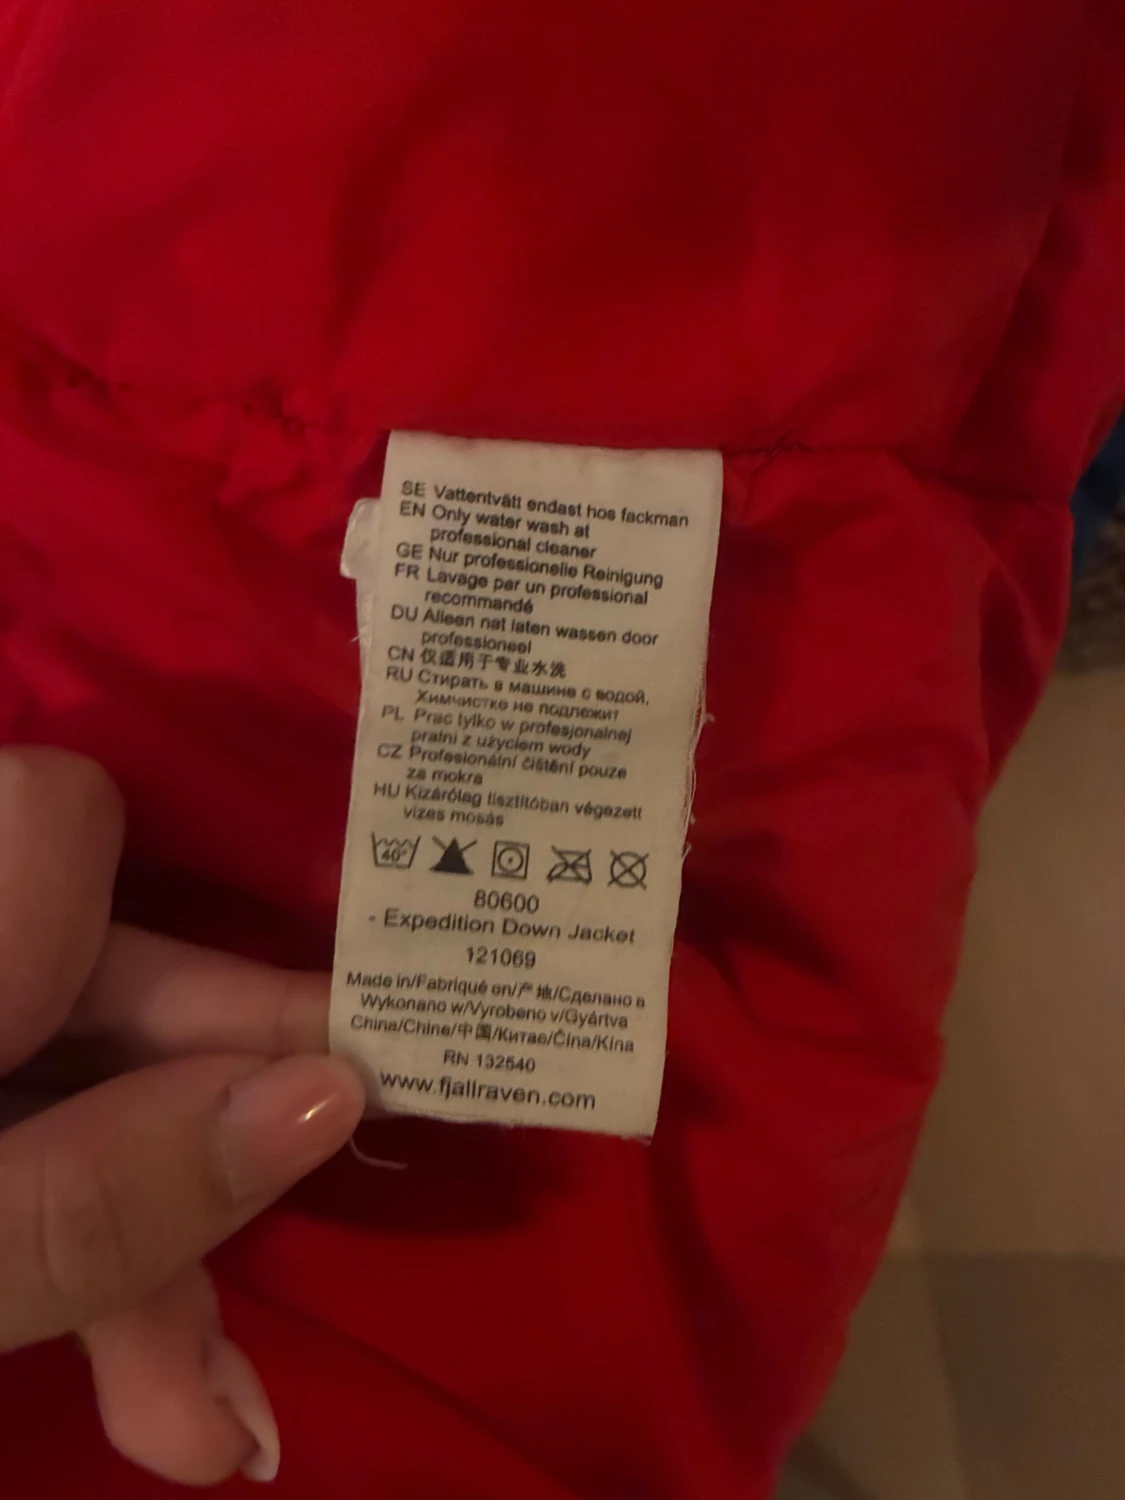 SE Vattentvätt endast hos fackman
EN Only water wash at
professional cleaner
GE Nur professionelle Reinigung
FR Lavage par un professional
recommandé
DU Alleen nat laten wassen door
professioneel
CN 仅适用于专业水洗
RU Стирать в машине с водой,
Химчистке не подлежит
PL Prac tylko w profesjonalnej
pralni z użyciem wody
CZ Profesionální čištění pouze
za mokra
HU Kizárólag tisztítóban végezett
vizes mosás
40°
80600
- Expedition Down Jacket
121069
Made in/Fabriqué en/产地/Сделано в
Wykonano w/Vyrobeno v/Gyártva
China/Chine/中国/Китае/Čína/Kína
RN 132540
www.fjallraven.com